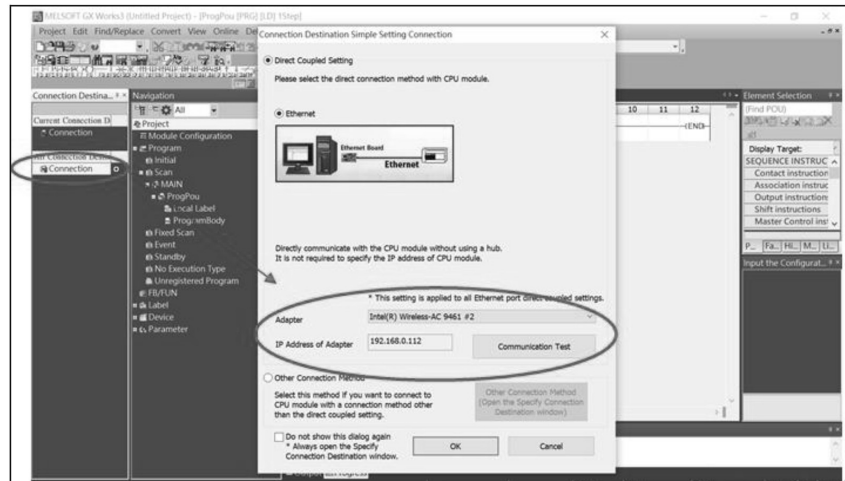 MELSOFT GX Works3 (Untitled Project) - [ProgPou [PRG] [LD] 1Step]
Project Edit Find/Replace Convert View Online
Connection Destination Simple Setting Connection
Direct Coupled Setting
Please select the direct connection method with CPU module.
Ethernet
Ethernet Board
Ethernet
Directly communicate with the CPU module without using a hub.
It is not required to specify the IP address of CPU module.
* This setting is applied to all Ethernet port direct coupled settings.
Adapter
Intel(R) Wireless-AC 9461 #2
IP Address of Adapter
192.168.0.112
Communication Test
Other Connection Method
Select this method if you want to connect to
CPU module with a connection method other
than the direct coupled setting.
Other Connection Method
(Open the Specify Connection
Destination window)
Do not show this dialog again
* Always open the Specify
Connection Destination window.
OK
Cancel
Connection Destina...
Current Connection D
Connection
Connection
Navigation
All
Project
Module Configuration
Program
Initial
Scan
MAIN
ProgPou
Local Label
ProgramBody
Fixed Scan
Event
Standby
No Execution Type
Unregistered Program
FB/FUN
Label
Device
Parameter
10 11 12
(END
Element Selection
(Find POU)
Display Target:
SEQUENCE INSTRUC
Contact instruction
Association instruc
Output instruction
Shift instructions
Master Control ins
P... Fa... Hi... M... Li...
Input the Configurat...